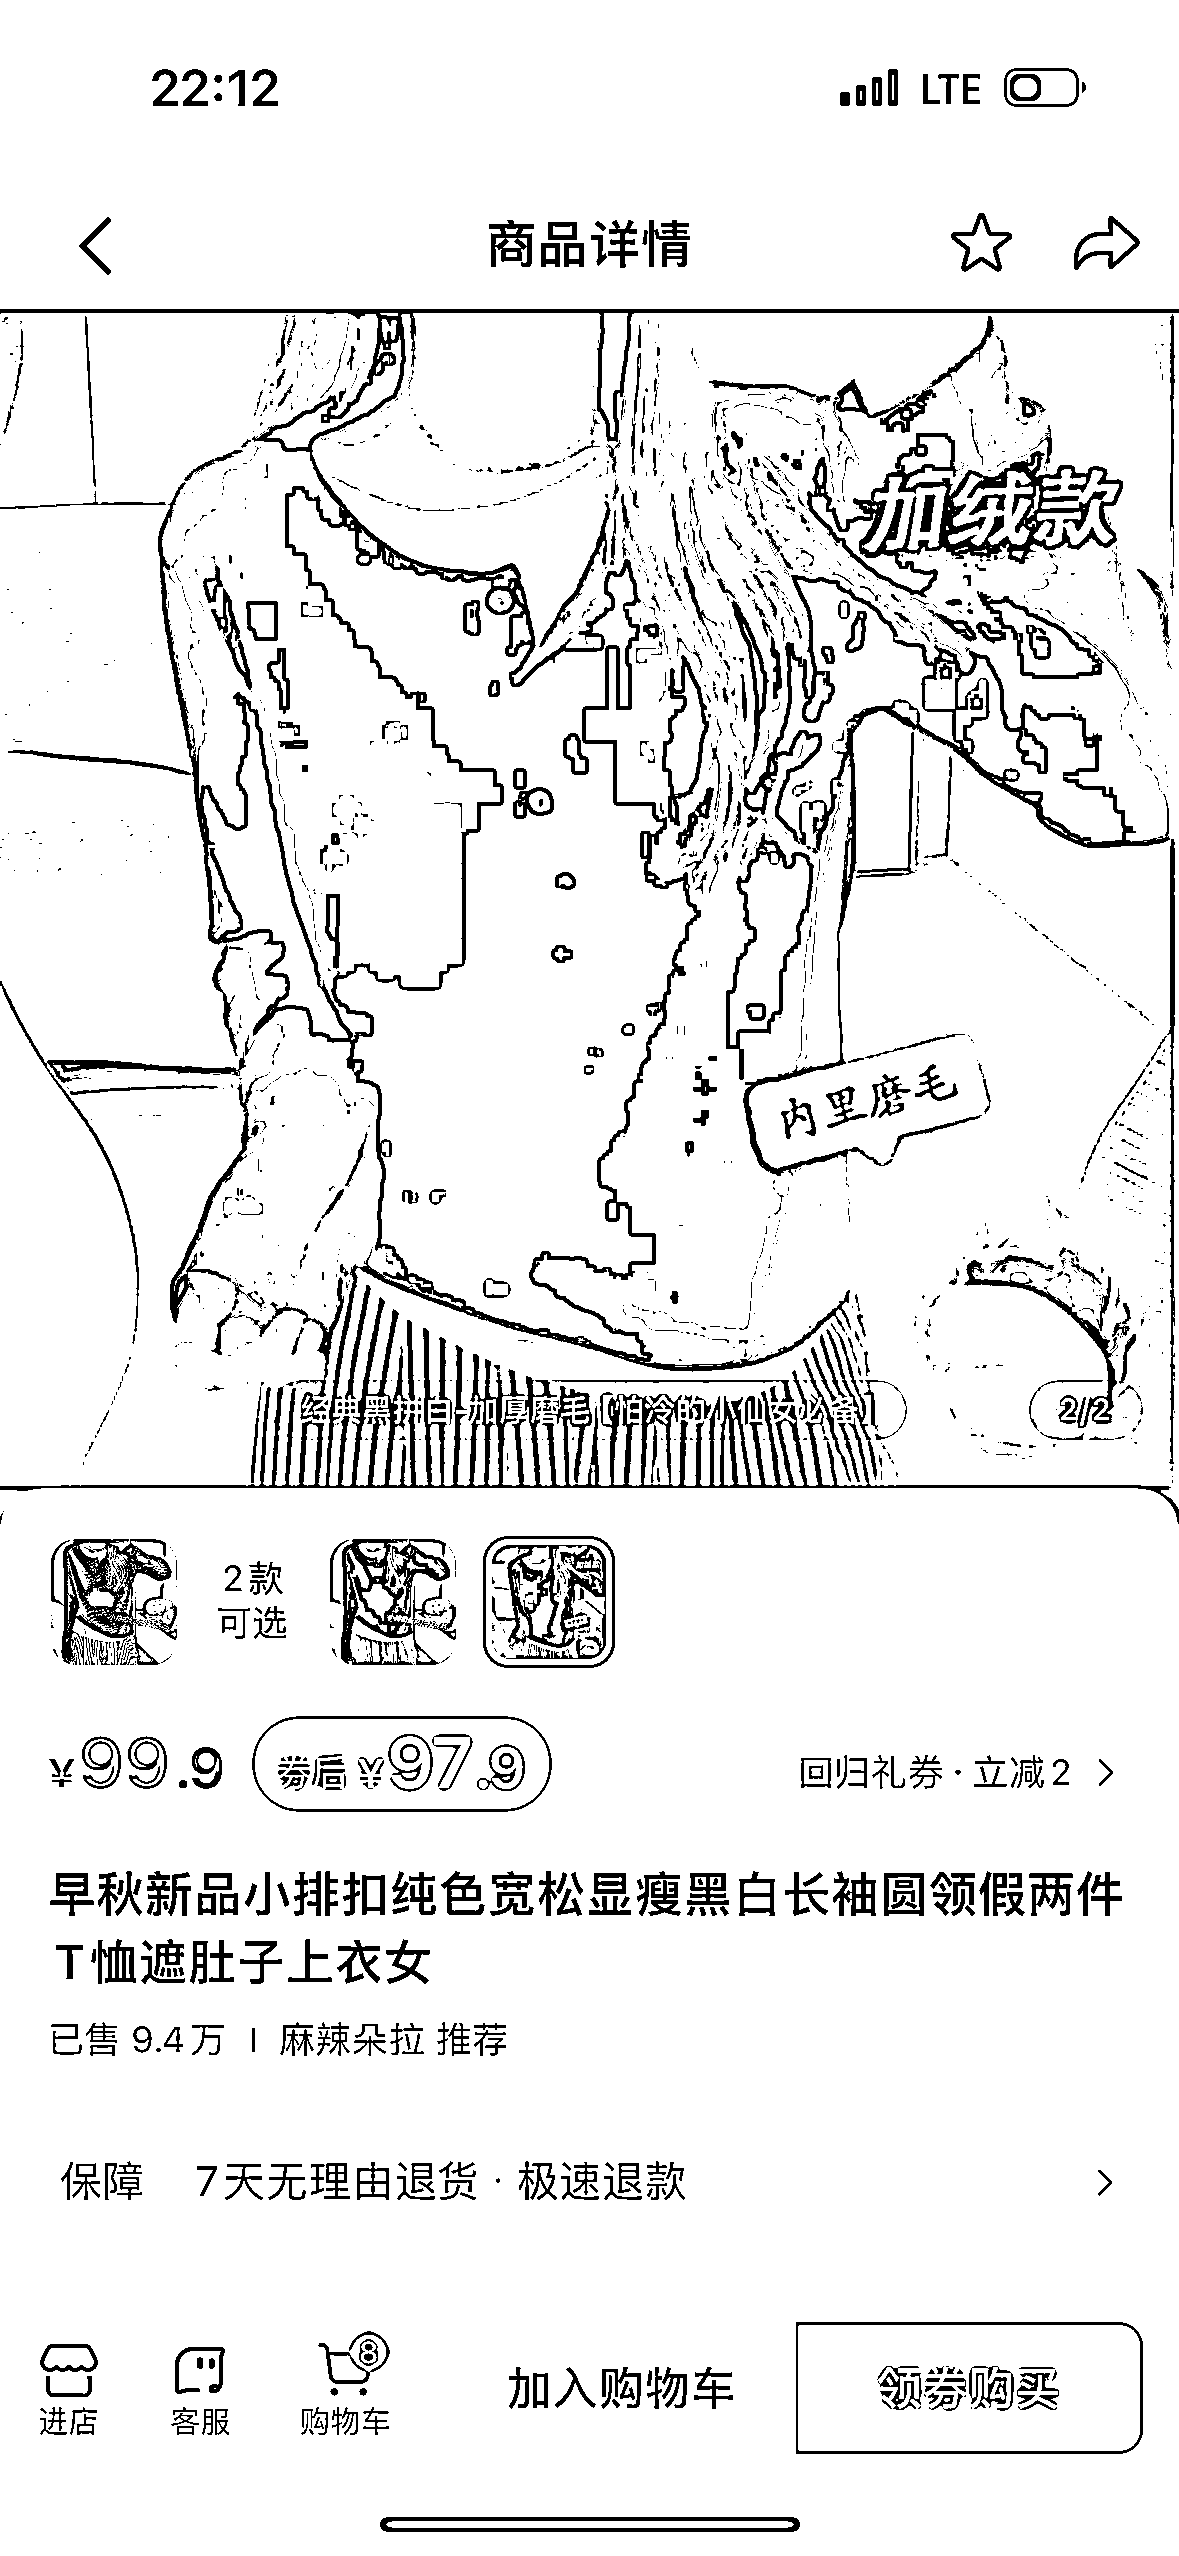 22:12
LTE
商品详情
加绒款
内里磨毛
经典黑拼白-加厚磨毛【怕冷的小仙女必备】
2/2
2款
可选
¥99.9
券后 ¥97.9
回归礼券·立减2
早秋新品小排扣纯色宽松显瘦黑白长袖圆领假两件
T恤遮肚子上衣女
已售 9.4万 | 麻辣朵拉 推荐
保障 7天无理由退货·极速退款
8
进店
客服
购物车
加入购物车
领券购买